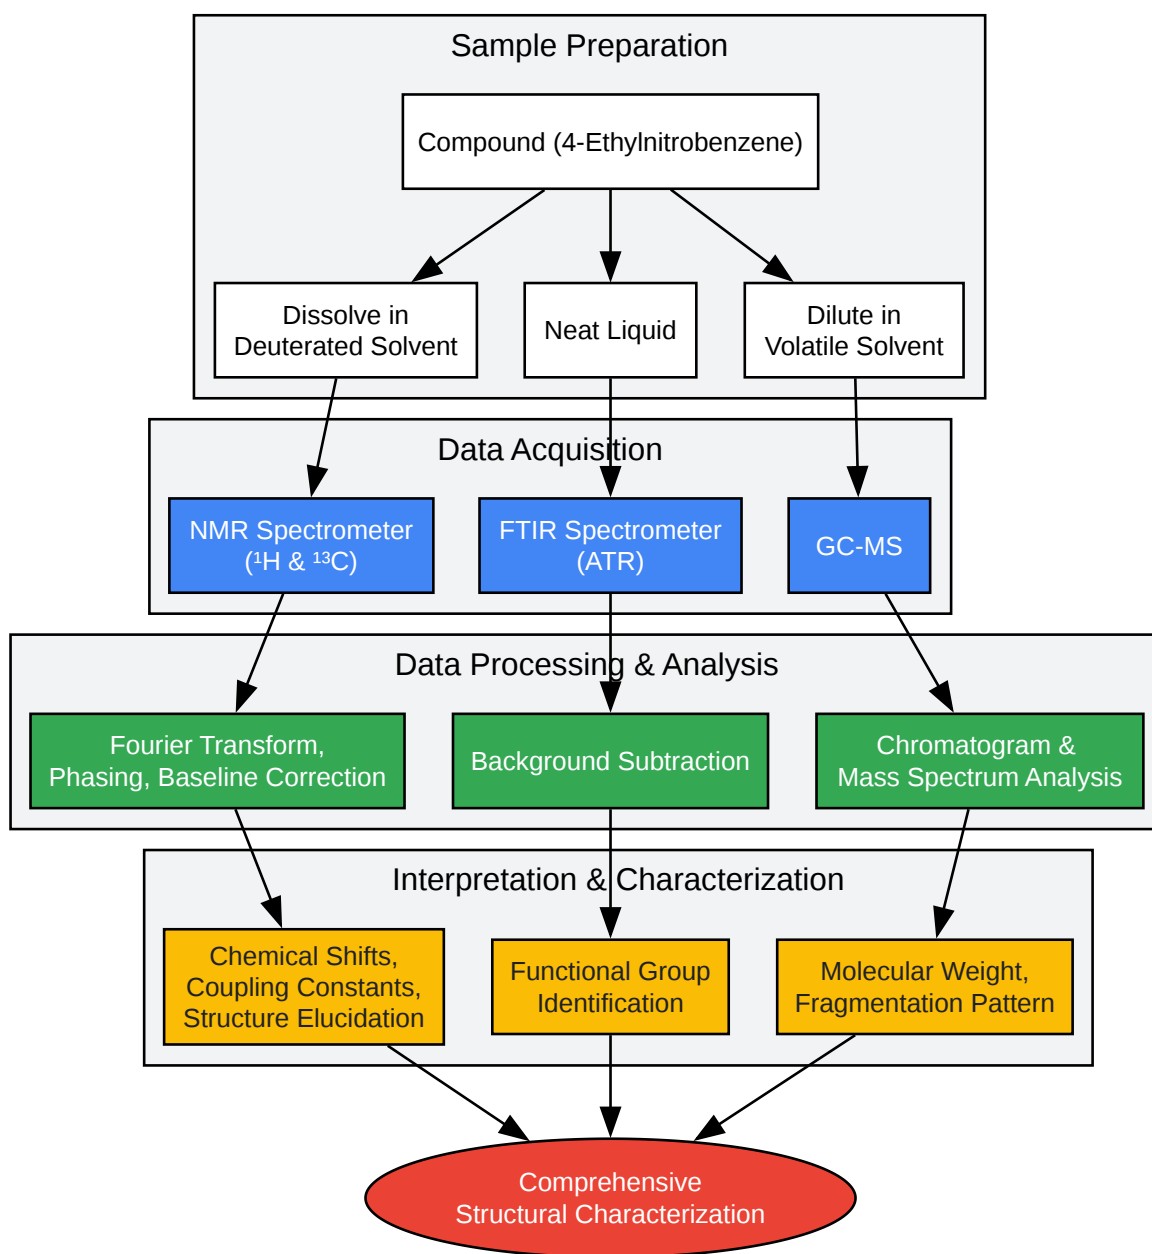 Sample Preparation
Compound (4-Ethylnitrobenzene)
Dissolve in
Deuterated Solvent
Neat Liquid
Dilute in
Volatile Solvent
Data Acquisition
NMR Spectrometer
(¹H & ¹³C)
FTIR Spectrometer
(ATR)
GC-MS
Data Processing & Analysis
Fourier Transform,
Phasing, Baseline Correction
Background Subtraction
Chromatogram &
Mass Spectrum Analysis
Interpretation & Characterization
Chemical Shifts,
Coupling Constants,
Structure Elucidation
Functional Group
Identification
Molecular Weight,
Fragmentation Pattern
Comprehensive
Structural Characterization